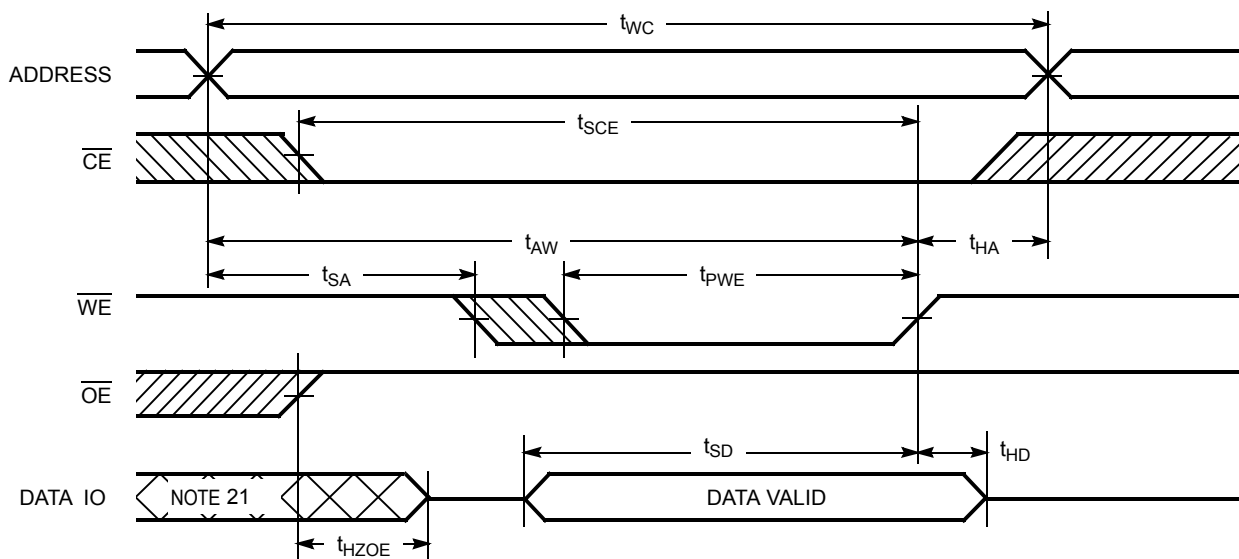 tWC
ADDRESS
tSCE
CE
tAW
tHA
tSA
tPWE
WE
OE
tSD
tHD
DATA IO
NOTE 21
DATA VALID
tHZOE